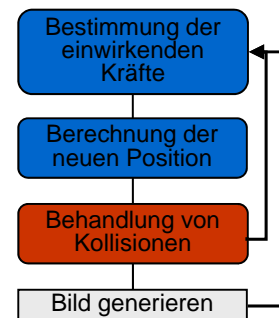 Bestimmung der
einwirkenden
Kräfte
Berechnung der
neuen Position
Behandlung von
Kollisionen
Bild generieren